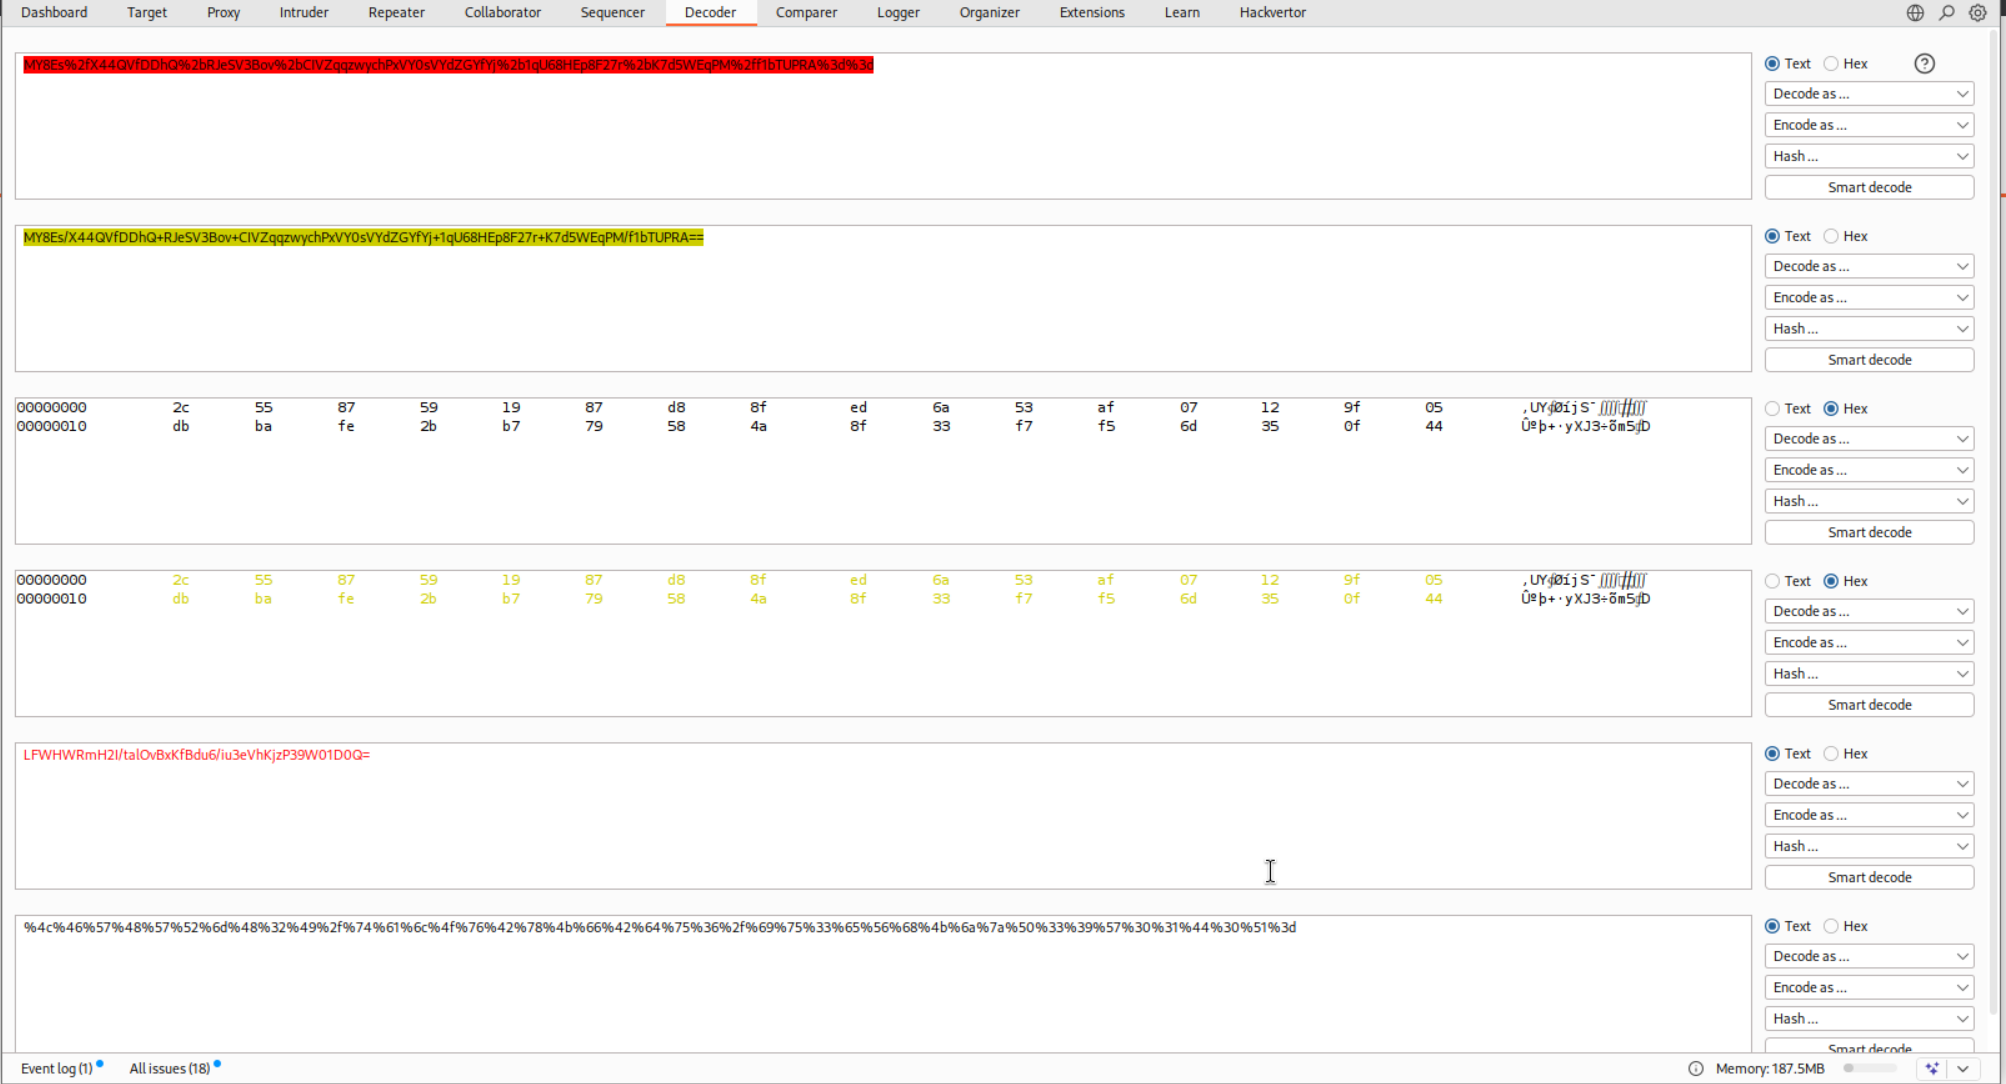 Dashboard Target Proxy Intruder Repeater Collaborator Sequencer Decoder Comparer Logger Organizer Extensions Learn Hackvertor
MY8Es%2fX44QVfDDhQ%2bRJeSV3Bov%2bCIVZqqzwychPxVY0sVYdZGYfYj%2b1qU68HEp8F27r%2bK7d5WEqPM%2ff1bTUPRA%3d%3d
Text Hex
Decode as ...
Encode as ...
Hash ...
Smart decode
MY8Es/X44QVfDDhQ+RJeSV3Bov+CIVZqqzwychPxVY0sVYdZGYfYj+1qU68HEp8F27r+K7d5WEqPM/f1bTUPRA==
Text Hex
Decode as ...
Encode as ...
Hash ...
Smart decode
00000000 2c 55 87 59 19 87 d8 8f ed 6a 53 af 07 12 9f 05
00000010 db ba fe 2b b7 79 58 4a 8f 33 f7 f5 6d 35 0f 44 Ûºþ+·yXJ3÷õm5D
Text Hex
Decode as ...
Encode as ...
Hash ...
Smart decode
00000000 2c 55 87 59 19 87 d8 8f ed 6a 53 af 07 12 9f 05
00000010 db ba fe 2b b7 79 58 4a 8f 33 f7 f5 6d 35 0f 44 Ûºþ+·yXJ3÷õm5D
Text Hex
Decode as ...
Encode as ...
Hash ...
Smart decode
LFWHWRmH2I/talOvBxKfBdu6/iu3eVhKjzP39W01D0Q=
Text Hex
Decode as ...
Encode as ...
Hash ...
Smart decode
%4c%46%57%48%57%52%6d%48%32%49%2f%74%61%6c%4f%76%42%78%4b%66%42%64%75%36%2f%69%75%33%65%56%68%4b%6a%7a%50%33%39%57%30%31%44%30%51%3d
Text Hex
Decode as ...
Encode as ...
Hash ...
Smart decode
Event log (1) All issues (18) Memory: 187.5MB